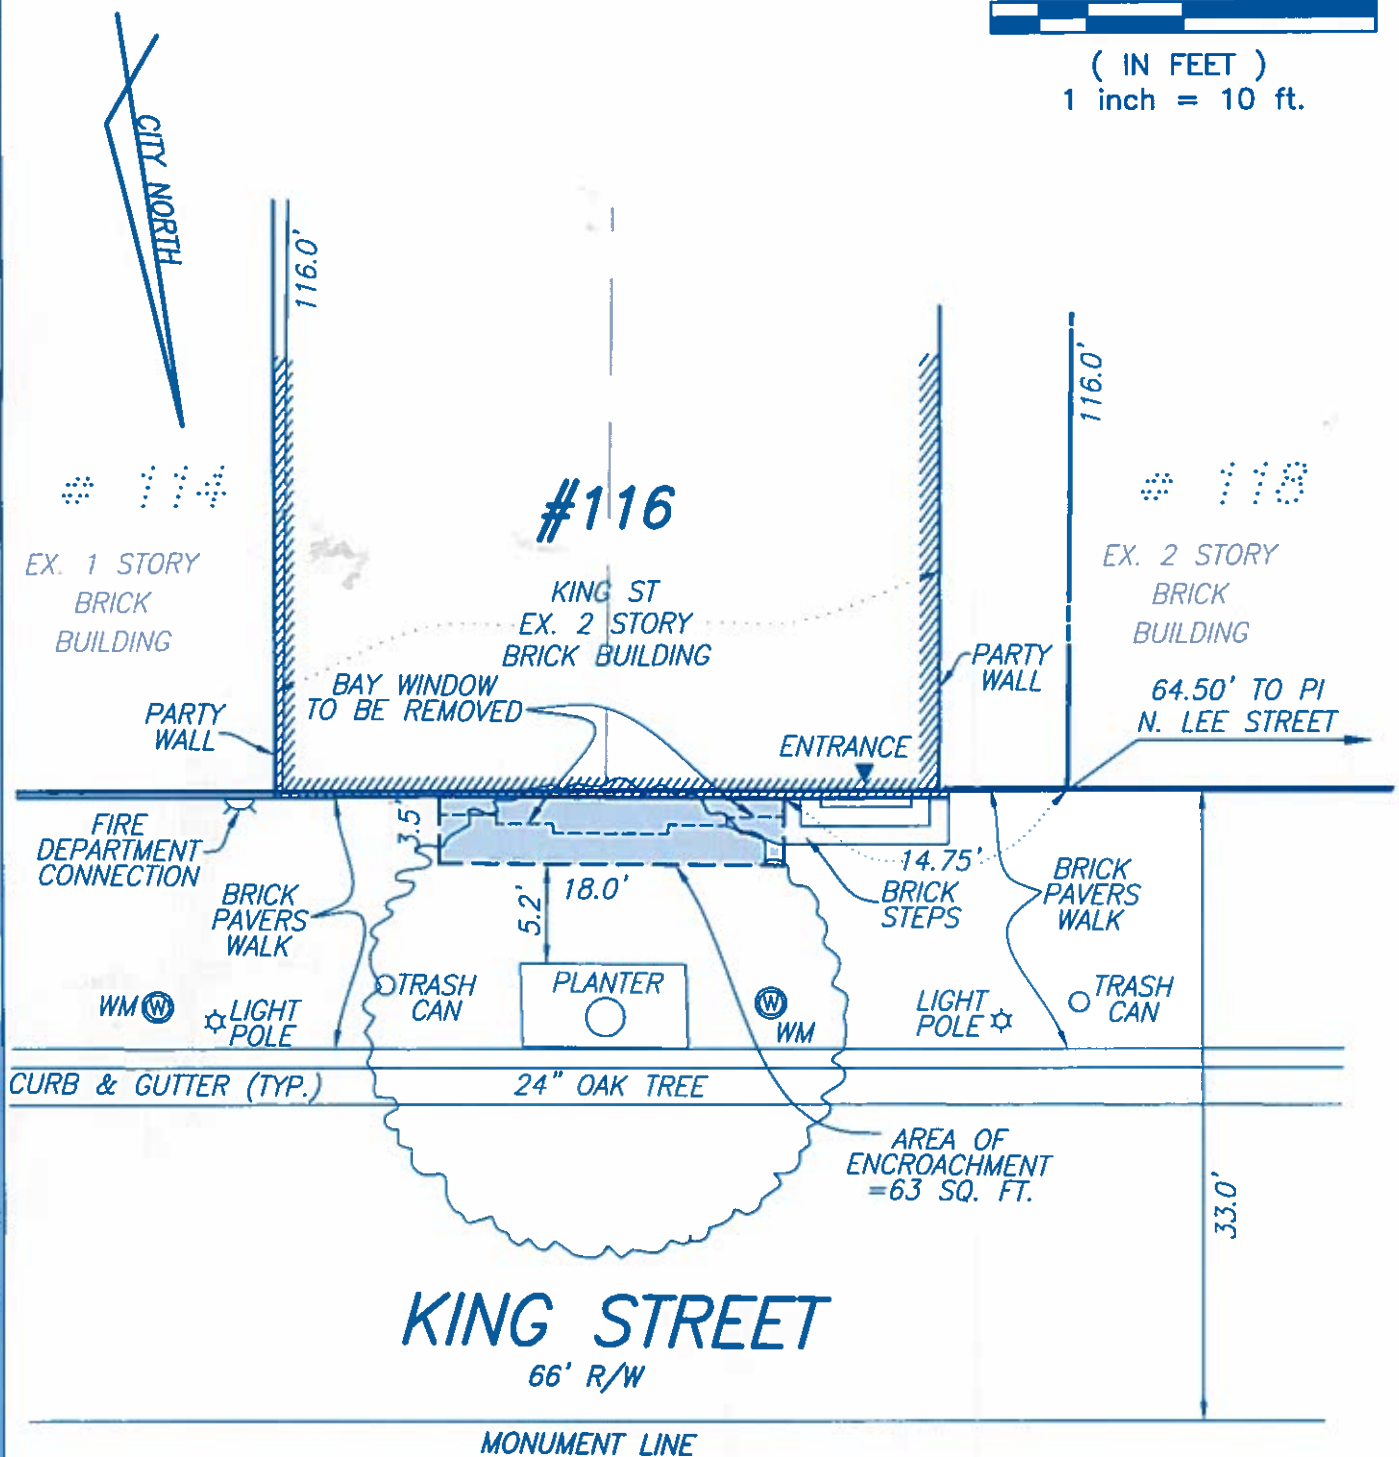 ( IN FEET )
1 inch = 10 ft.
CITY NORTH
116.0'
116.0'
# 114
EX. 1 STORY
BRICK
BUILDING
#116
KING ST
EX. 2 STORY
BRICK BUILDING
# 118
EX. 2 STORY
BRICK
BUILDING
BAY WINDOW
TO BE REMOVED
PARTY
WALL
PARTY
WALL
64.50' TO PI
N. LEE STREET
ENTRANCE
FIRE
DEPARTMENT
CONNECTION
3.5'
BRICK
PAVERS
WALK
5.2'
18.0'
14.75'
BRICK
STEPS
BRICK
PAVERS
WALK
WM W
LIGHT
POLE
TRASH
CAN
PLANTER
W
WM
LIGHT
POLE
TRASH
CAN
CURB & GUTTER (TYP.)
24" OAK TREE
AREA OF
ENCROACHMENT
=63 SQ. FT.
33.0'
KING STREET
66' R/W
MONUMENT LINE